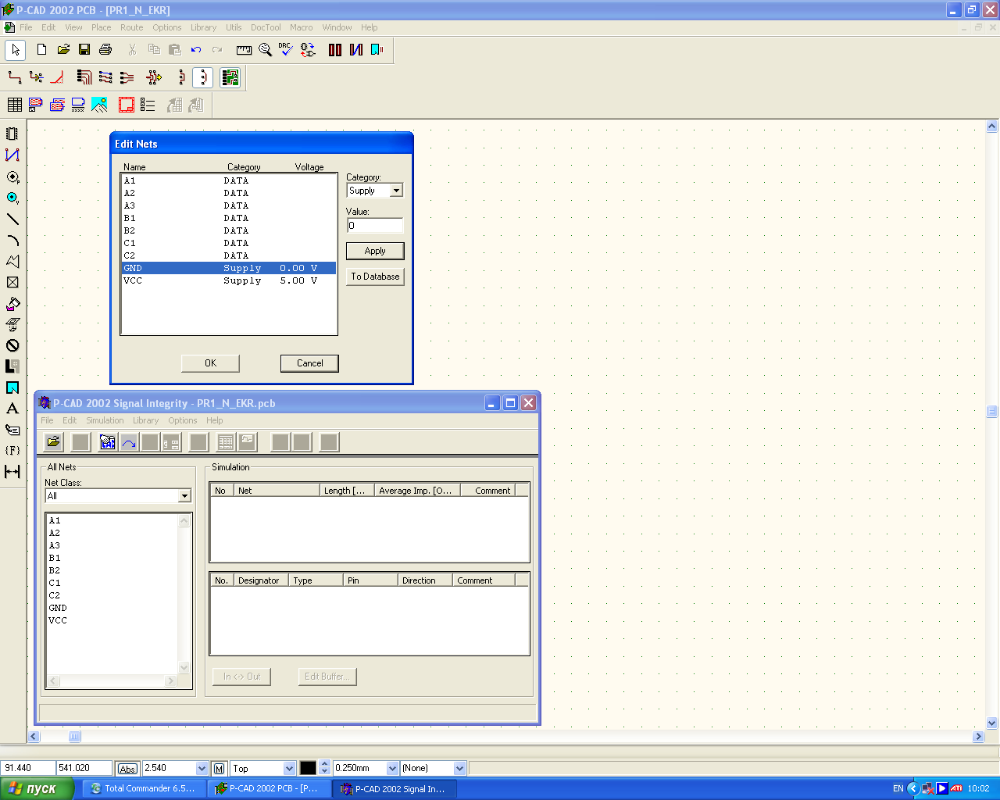 P-CAD 2002 PCB - [PR1_N_EKR]
File Edit View Place Route Options Library Utils DocTool Macro Window Help
DRC
Edit Nets
Name Category Voltage
A1 DATA
A2 DATA
A3 DATA
B1 DATA
B2 DATA
C1 DATA
C2 DATA
GND Supply 0.00 V
VCC Supply 5.00 V
Category:
Supply
Value:
0
Apply
To Database
OK Cancel
P-CAD 2002 Signal Integrity - PR1_N_EKR.pcb
File Edit Simulation Library Options Help
All Nets
Net Class:
All
A1
A2
A3
B1
B2
C1
C2
GND
VCC
Simulation
No Net Length [... Average Imp. [O... Comment
No. Designator Type Pin Direction Comment
In <-> Out Edit Buffer...
A
{F}
91.440 541.020 Abs 2.540 M Top 0.250mm (None)
пуск Total Commander 6.5... P-CAD 2002 PCB - [P... P-CAD 2002 Signal In... EN ATI 10:02